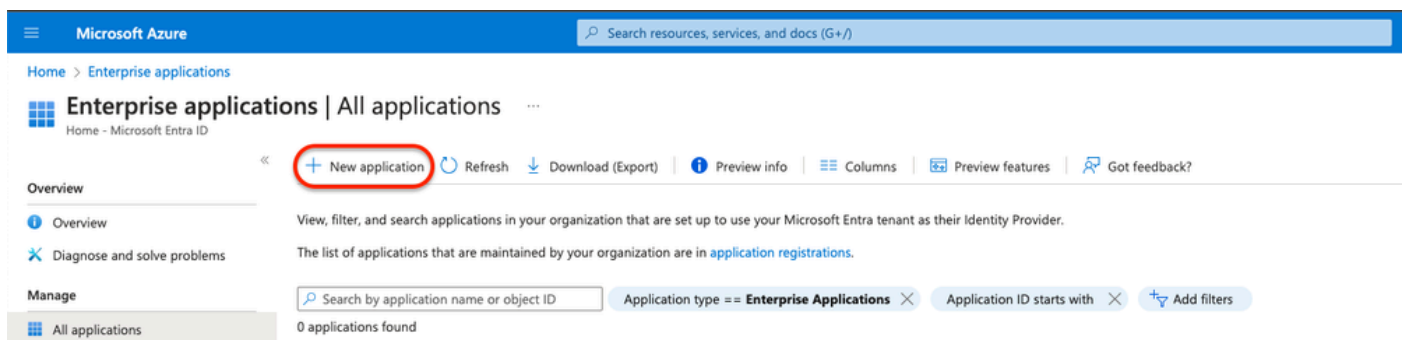 Microsoft Azure
Search resources, services, and docs (G+/)
Home > Enterprise applications
Enterprise applications | All applications ...
Home - Microsoft Entra ID
«
+ New application Refresh Download (Export) Preview info Columns Preview features Got feedback?
Overview
Overview
Diagnose and solve problems
Manage
All applications
View, filter, and search applications in your organization that are set up to use your Microsoft Entra tenant as their Identity Provider.
The list of applications that are maintained by your organization are in application registrations.
Search by application name or object ID
Application type == Enterprise Applications ×
Application ID starts with ×
Add filters
0 applications found